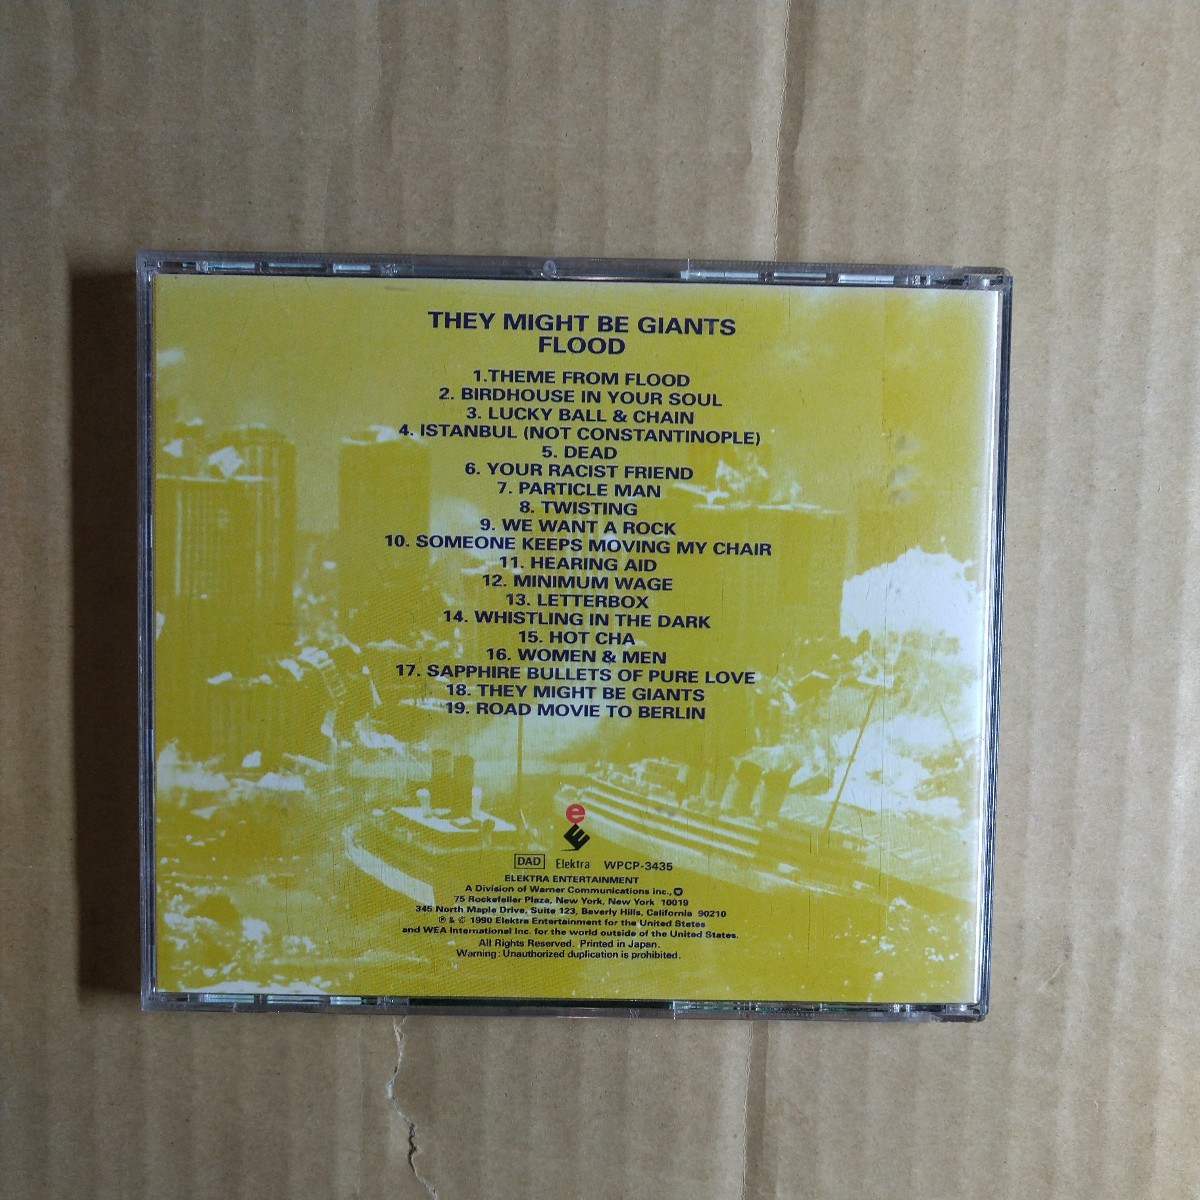 THEY MIGHT BE GIANTS
FLOOD
1.THEME FROM FLOOD
2. BIRDHOUSE IN YOUR SOUL
3. LUCKY BALL & CHAIN
4. ISTANBUL (NOT CONSTANTINOPLE)
5. DEAD
6. YOUR RACIST FRIEND
7. PARTICLE MAN
8. TWISTING
9. WE WANT A ROCK
10. SOMEONE KEEPS MOVING MY CHAIR
11. HEARING AID
12. MINIMUM WAGE
13. LETTERBOX
14. WHISTLING IN THE DARK
15. HOT CHA
16. WOMEN & MEN
17. SAPPHIRE BULLETS OF PURE LOVE
18. THEY MIGHT BE GIANTS
19. ROAD MOVIE TO BERLIN
e
E
DAD Elektra WPCP-3435
ELEKTRA ENTERTAINMENT
A Division of Warner Communications Inc.,
75 Rockefeller Plaza, New York, New York 10019
345 North Maple Drive, Suite 123, Beverly Hills, California 90210
℗ & © 1990 Elektra Entertainment for the United States
and WEA International Inc. for the world outside of the United States.
All Rights Reserved. Printed in Japan.
Warning: Unauthorized duplication is prohibited.